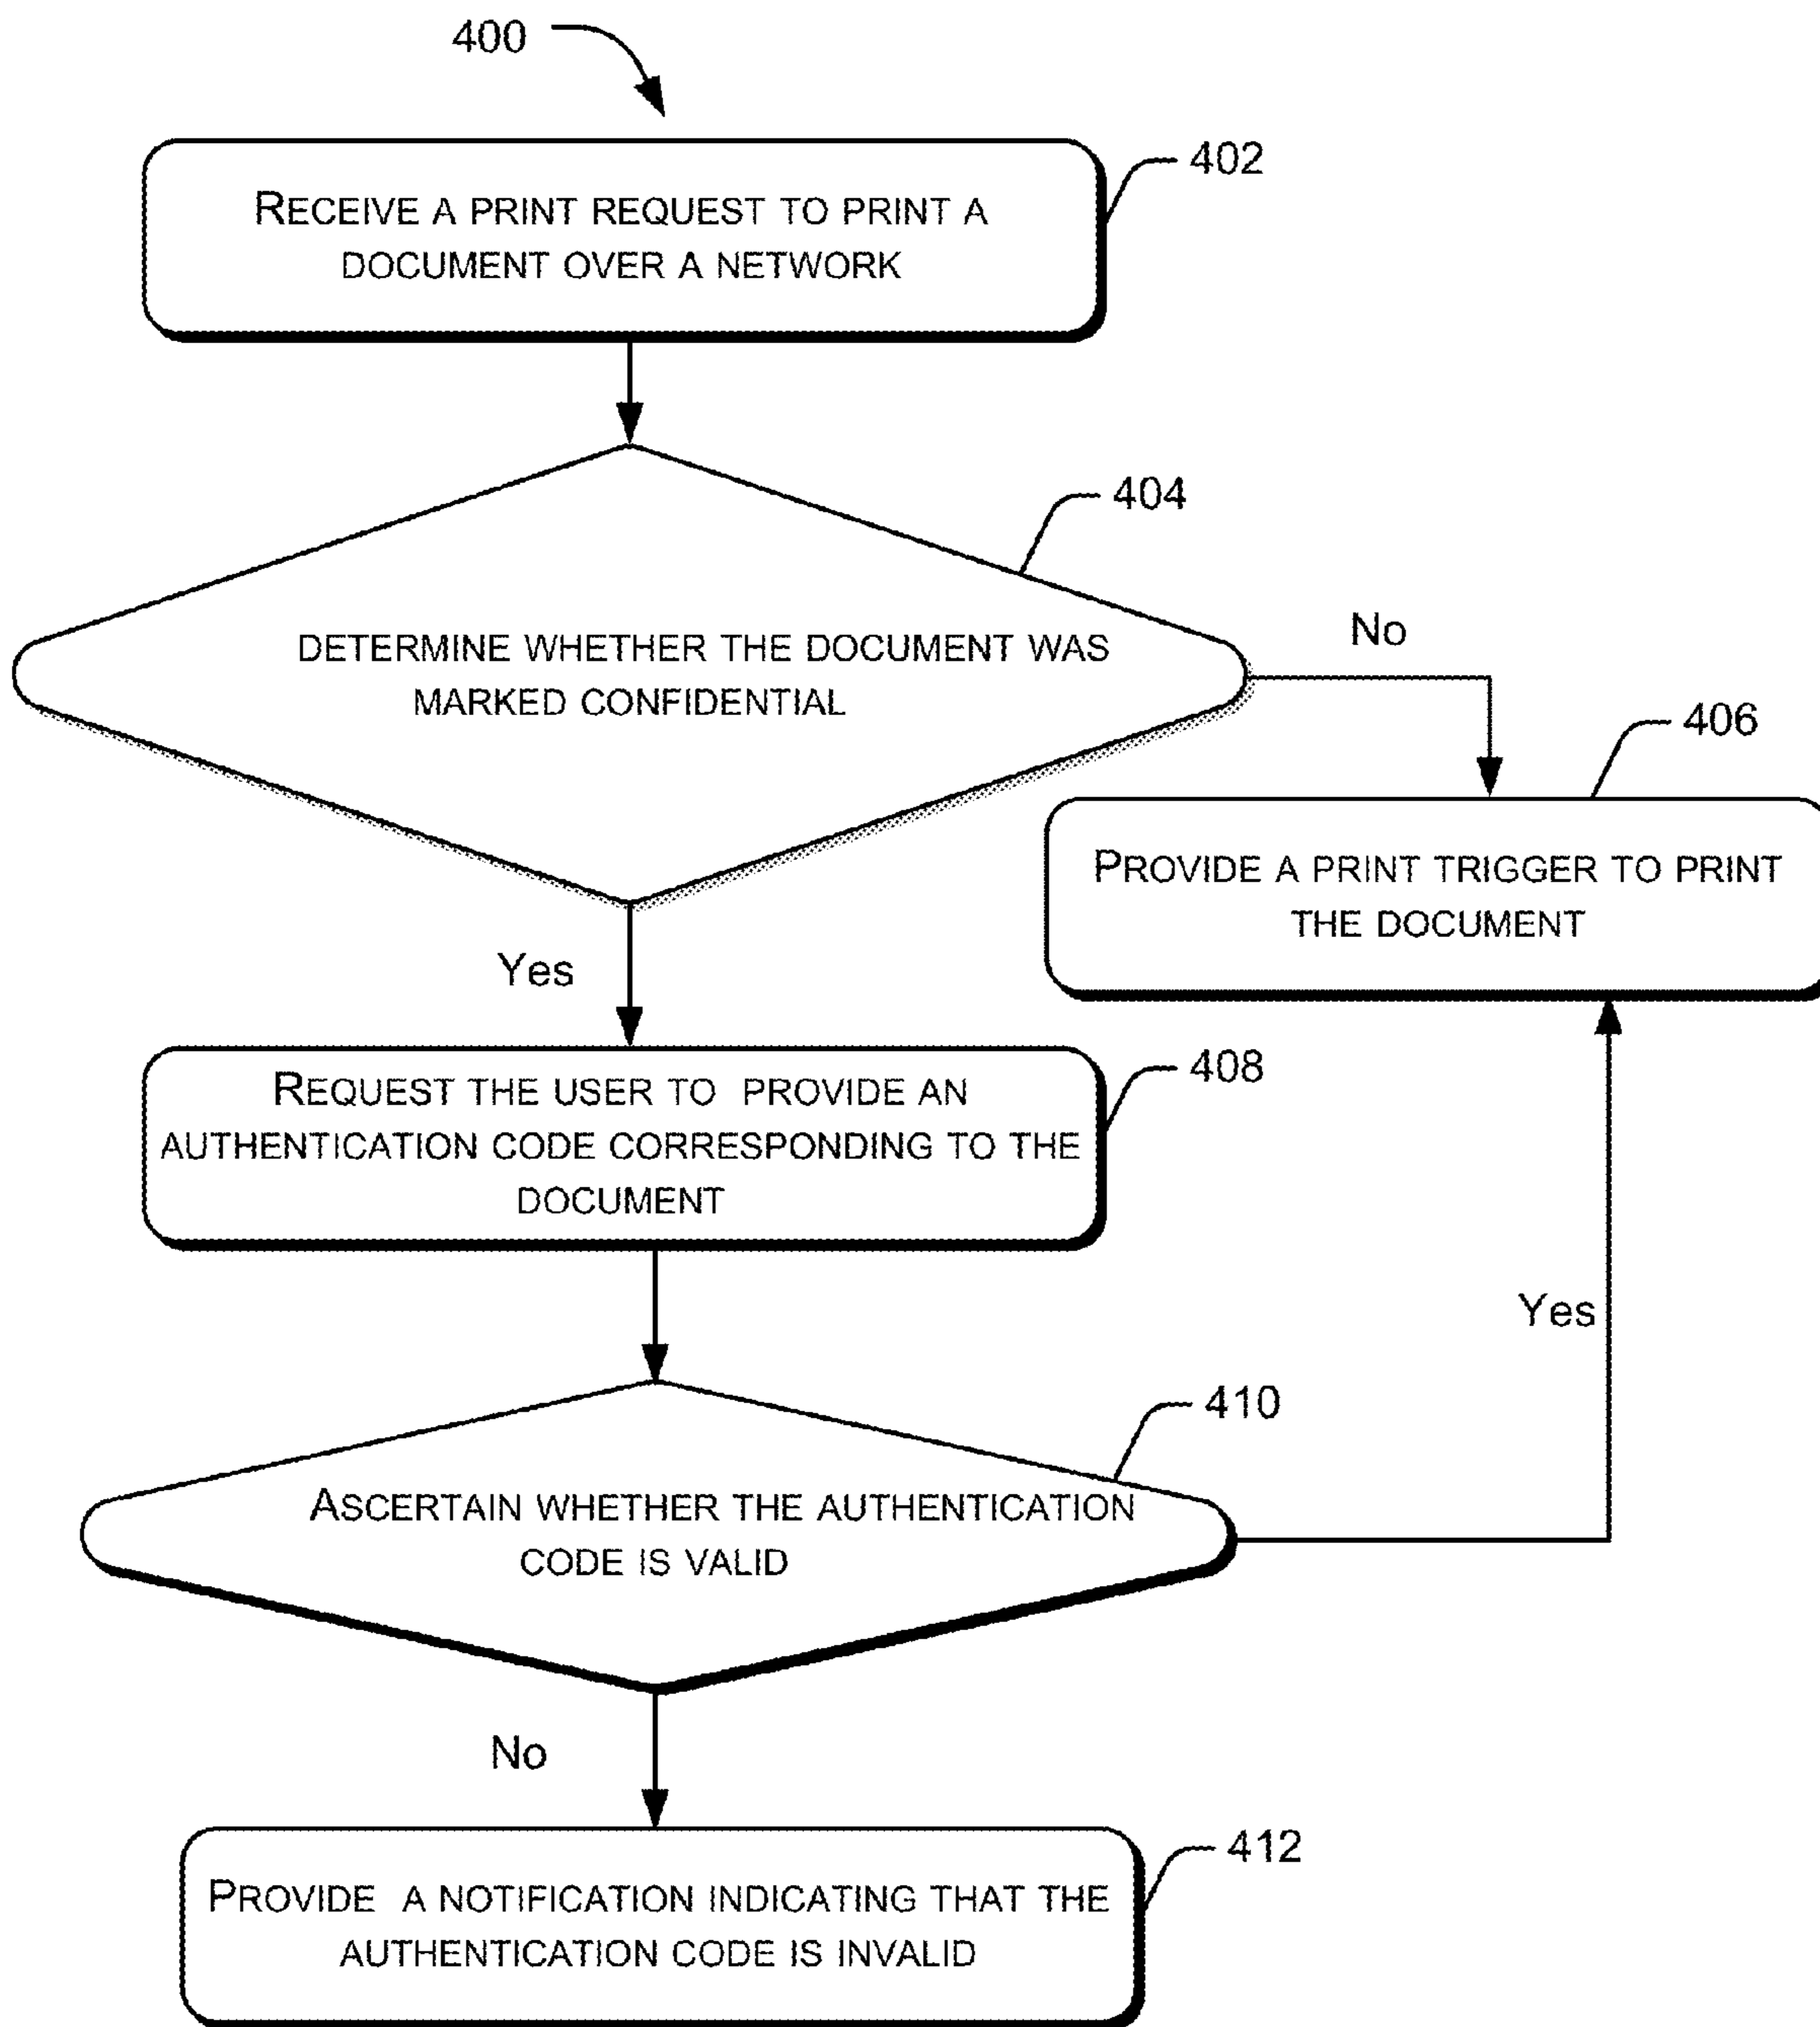 400
402
RECEIVE A PRINT REQUEST TO PRINT A
DOCUMENT OVER A NETWORK
404
DETERMINE WHETHER THE DOCUMENT WAS
MARKED CONFIDENTIAL
No
406
PROVIDE A PRINT TRIGGER TO PRINT
THE DOCUMENT
Yes
408
REQUEST THE USER TO PROVIDE AN
AUTHENTICATION CODE CORRESPONDING TO THE
DOCUMENT
Yes
410
ASCERTAIN WHETHER THE AUTHENTICATION
CODE IS VALID
No
412
PROVIDE A NOTIFICATION INDICATING THAT THE
AUTHENTICATION CODE IS INVALID